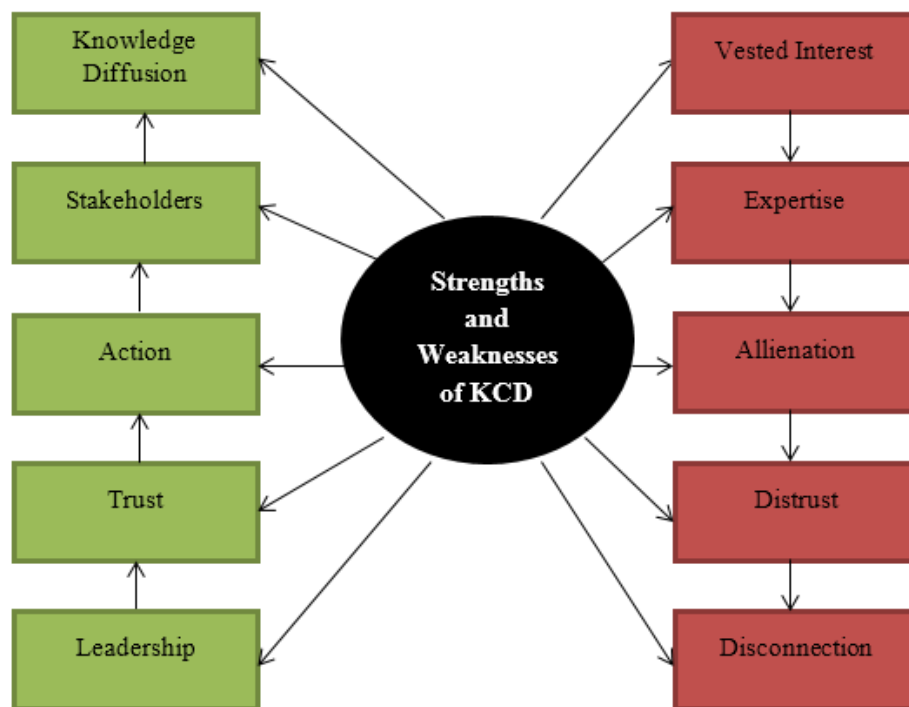 Knowledge
Diffusion
Stakeholders
Action
Trust
Leadership
Strengths
and
Weaknesses
of KCD
Vested Interest
Expertise
Allienation
Distrust
Disconnection